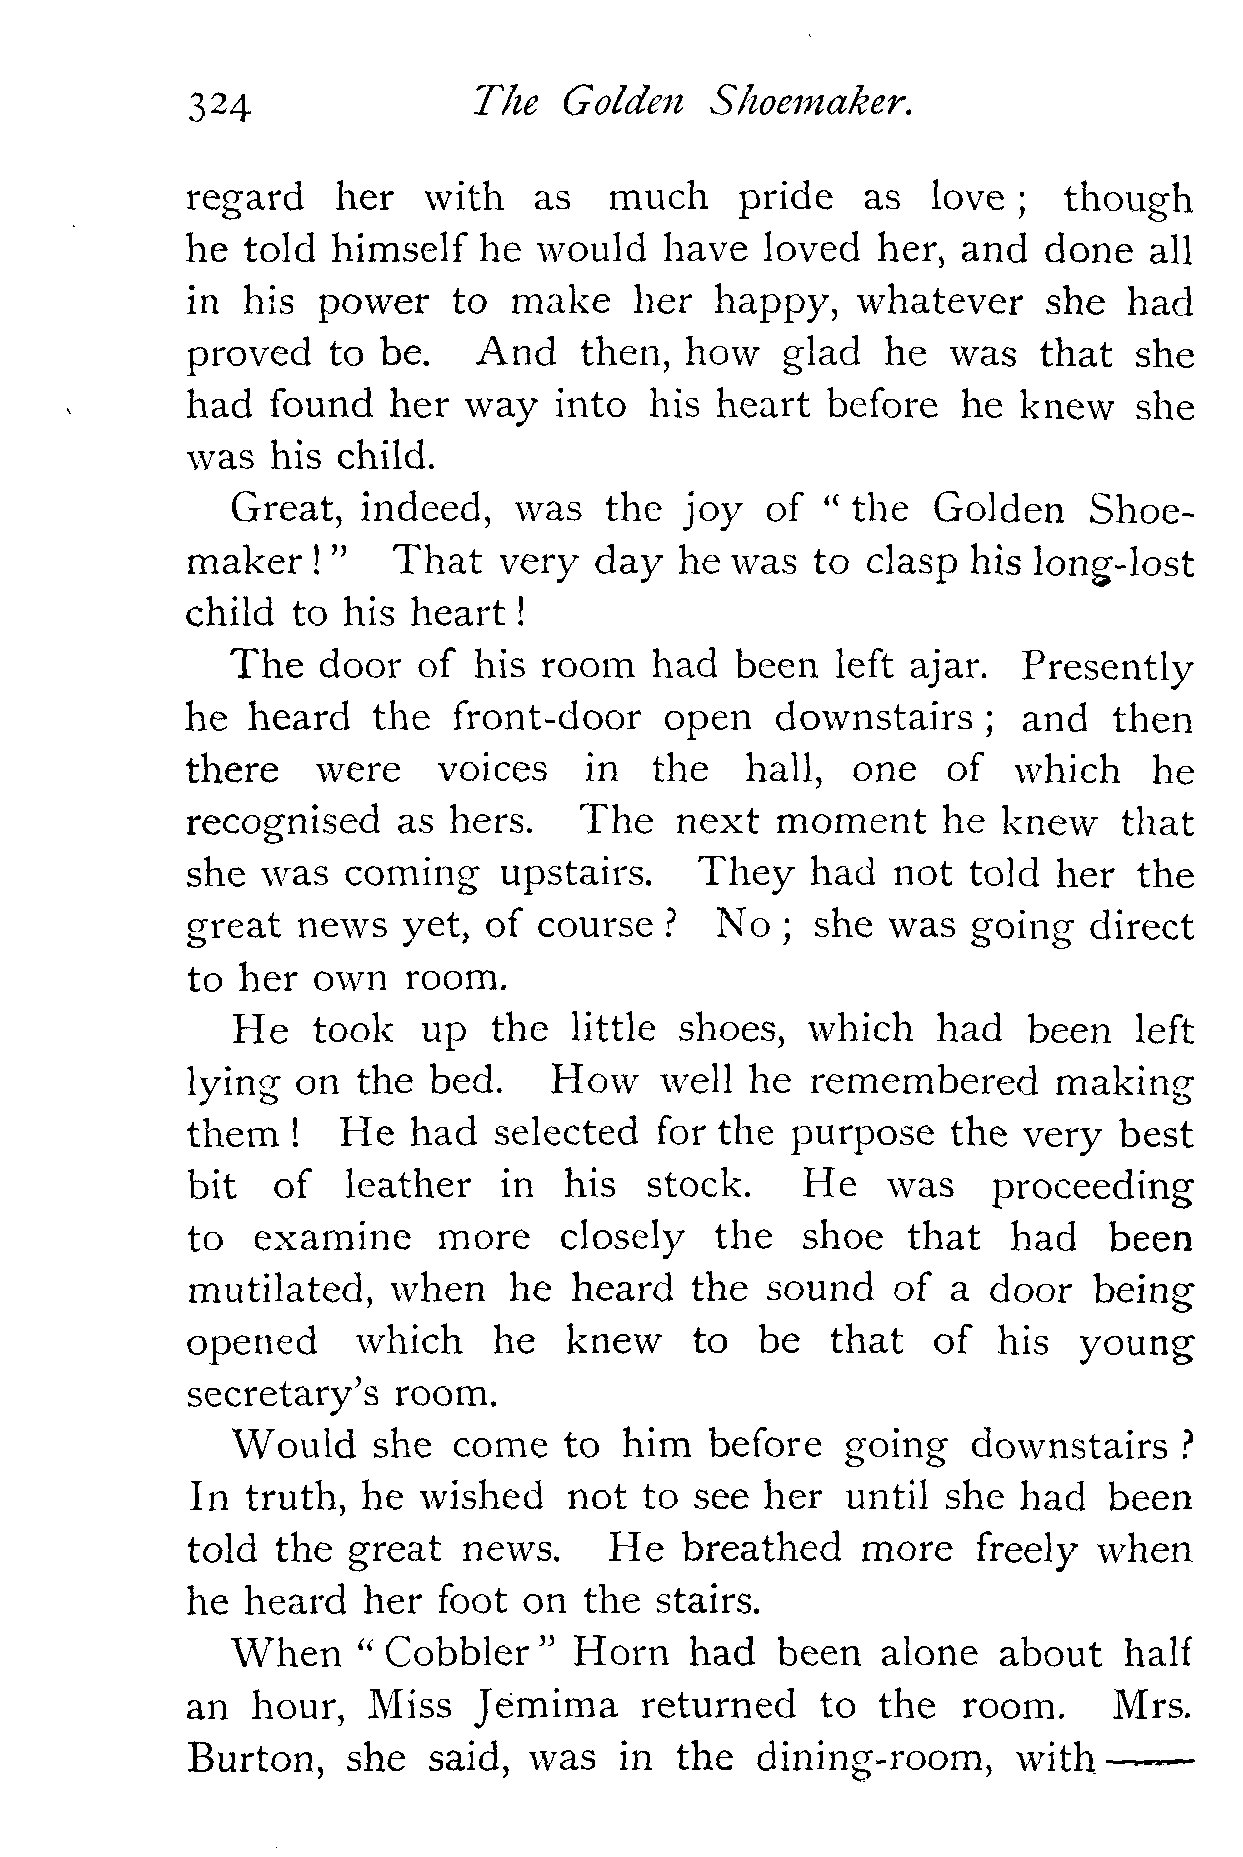 324 The Golden Shoemaker.
regard her with as much pride as love ; though
he told himself he would have loved her, and done all
in his power to make her happy, whatever she had
proved to be. And then, how glad he was that she
had found her way into his heart before he knew she
was his child.
Great, indeed, was the joy of " the Golden Shoe-
maker ! " That very day he was to clasp his long-lost
child to his heart !
The door of his room had been left ajar. Presently
he heard the front-door open downstairs ; and then
there were voices in the hall, one of which he
recognised as hers. The next moment he knew that
she was coming upstairs. They had not told her the
great news yet, of course ? No ; she was going direct
to her own room.
He took up the little shoes, which had been left
lying on the bed. How well he remembered making
them ! He had selected for the purpose the very best
bit of leather in his stock. He was proceeding
to examine more closely the shoe that had been
mutilated, when he heard the sound of a door being
opened which he knew to be that of his young
secretary's room.
Would she come to him before going downstairs ?
In truth, he wished not to see her until she had been
told the great news. He breathed more freely when
he heard her foot on the stairs.
When " Cobbler " Horn had been alone about half
an hour, Miss Jemima returned to the room. Mrs.
Burton, she said, was in the dining-room, with ——